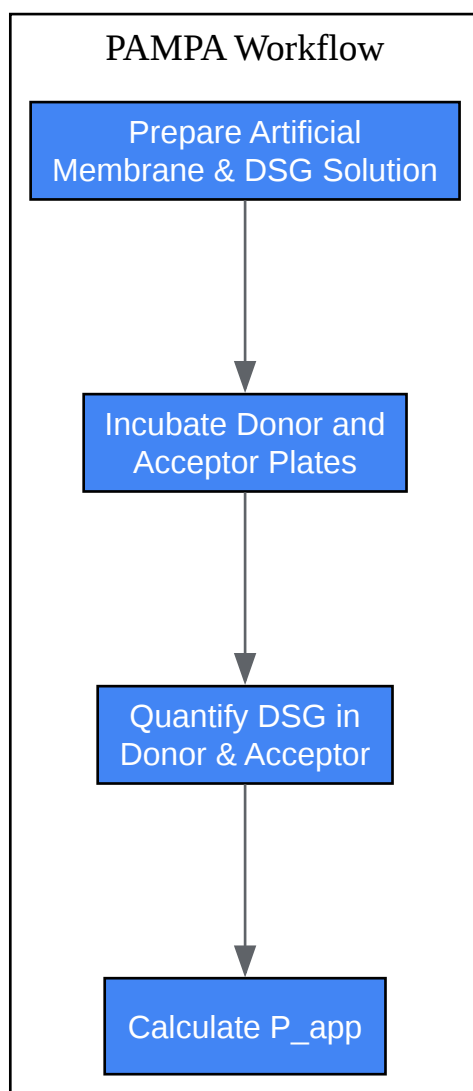 PAMPA Workflow
Prepare Artificial
Membrane & DSG Solution
Incubate Donor and
Acceptor Plates
Quantify DSG in
Donor & Acceptor
Calculate P_app